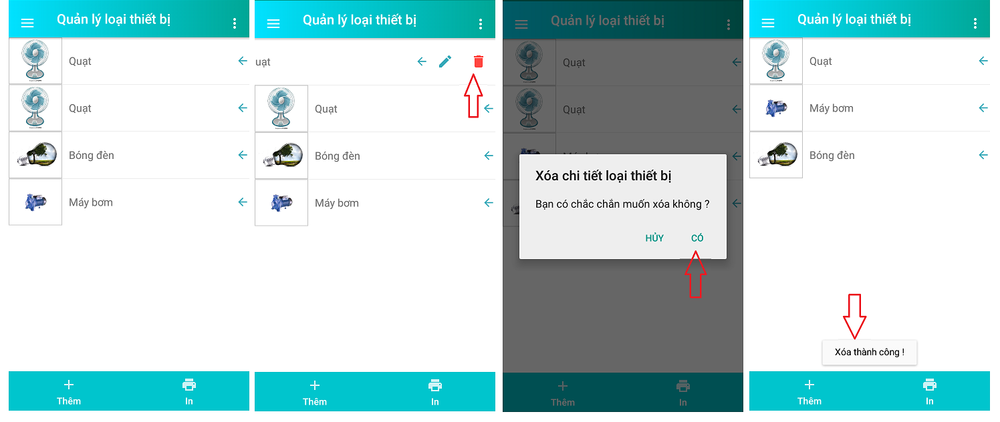 Quản lý loại thiết bị
Quạt
Quạt
Bóng đèn
Máy bơm
Thêm
In
Quản lý loại thiết bị
uạt
Quạt
Bóng đèn
Máy bơm
Thêm
In
Quản lý loại thiết bị
Quạt
Quạt
Xóa chi tiết loại thiết bị
Bạn có chắc chắn muốn xóa không ?
HỦY
CÓ
Thêm
In
Quản lý loại thiết bị
Quạt
Máy bơm
Bóng đèn
Xóa thành công !
Thêm
In